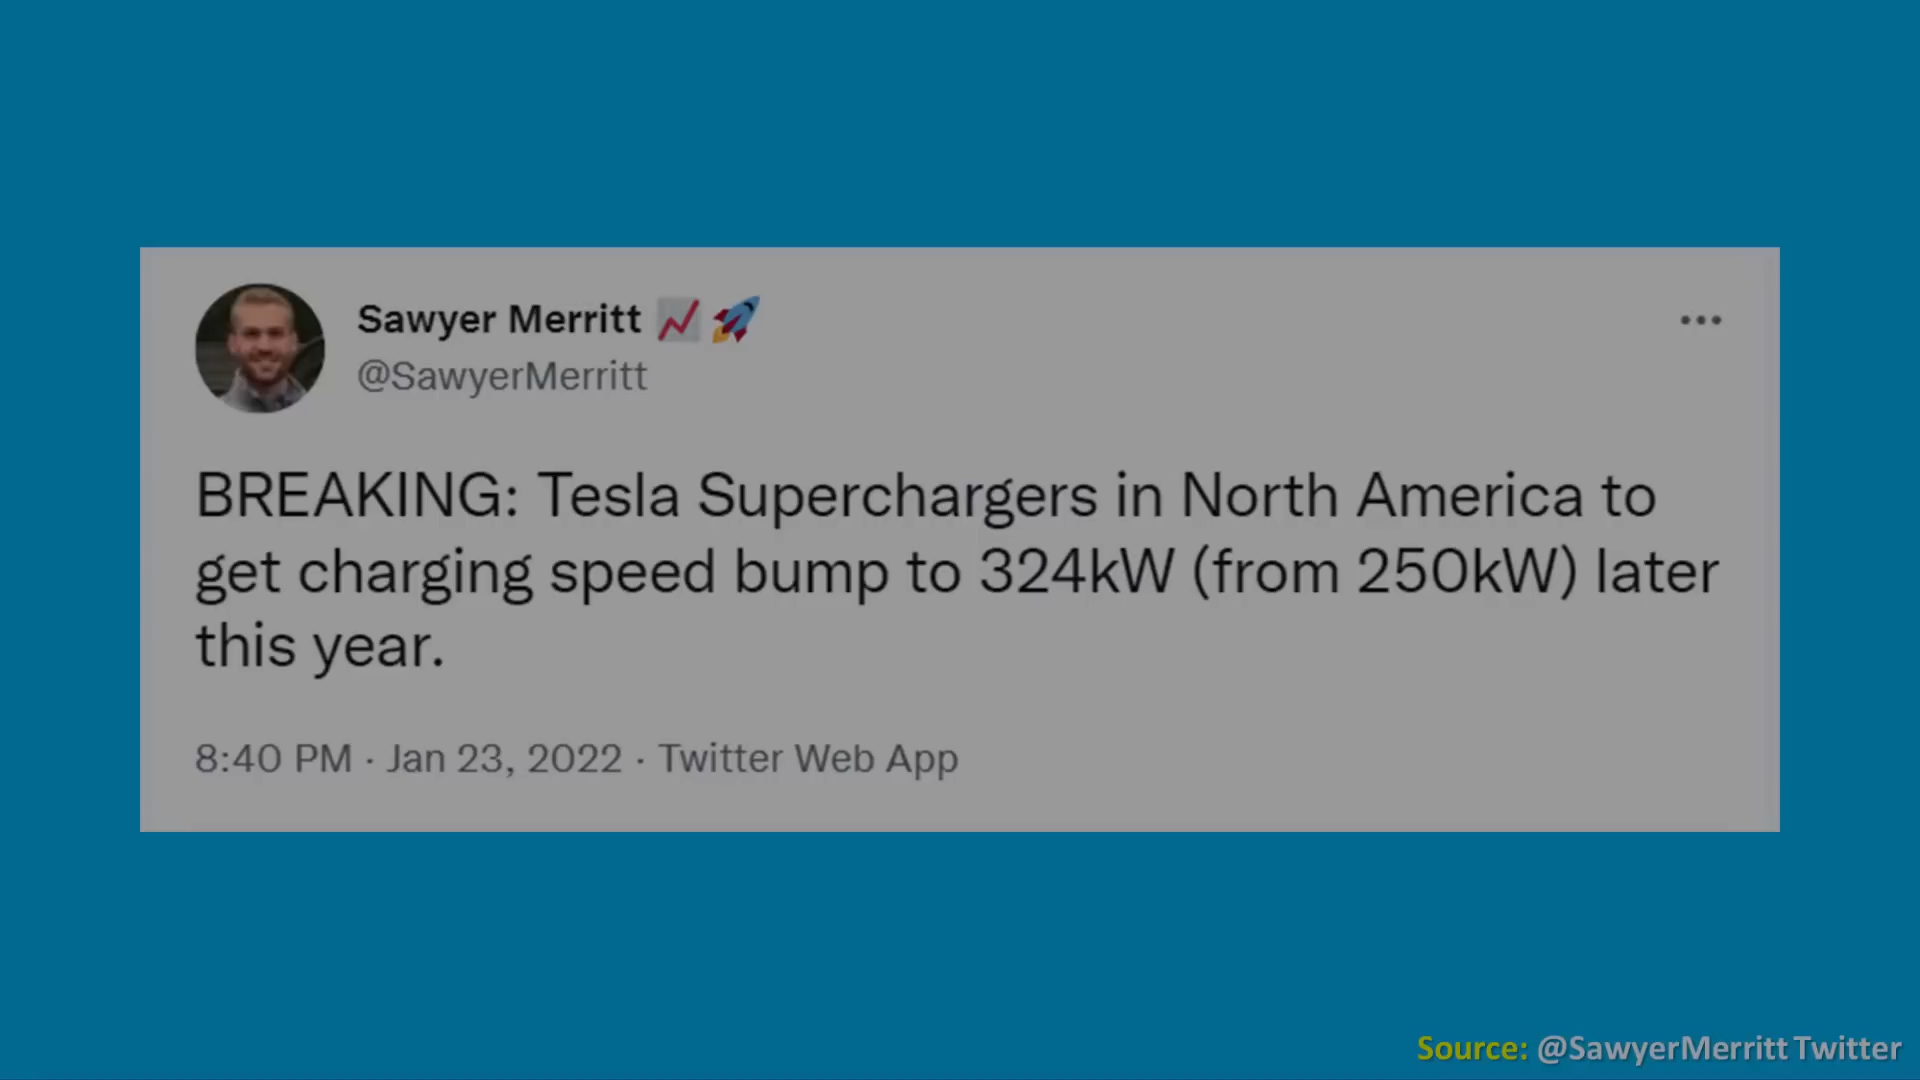 Sawyer Merritt 📈🚀
@SawyerMerritt
BREAKING: Tesla Superchargers in North America to
get charging speed bump to 324kW (from 250kW) later
this year.
8:40 PM · Jan 23, 2022 · Twitter Web App
Source: @SawyerMerritt Twitter